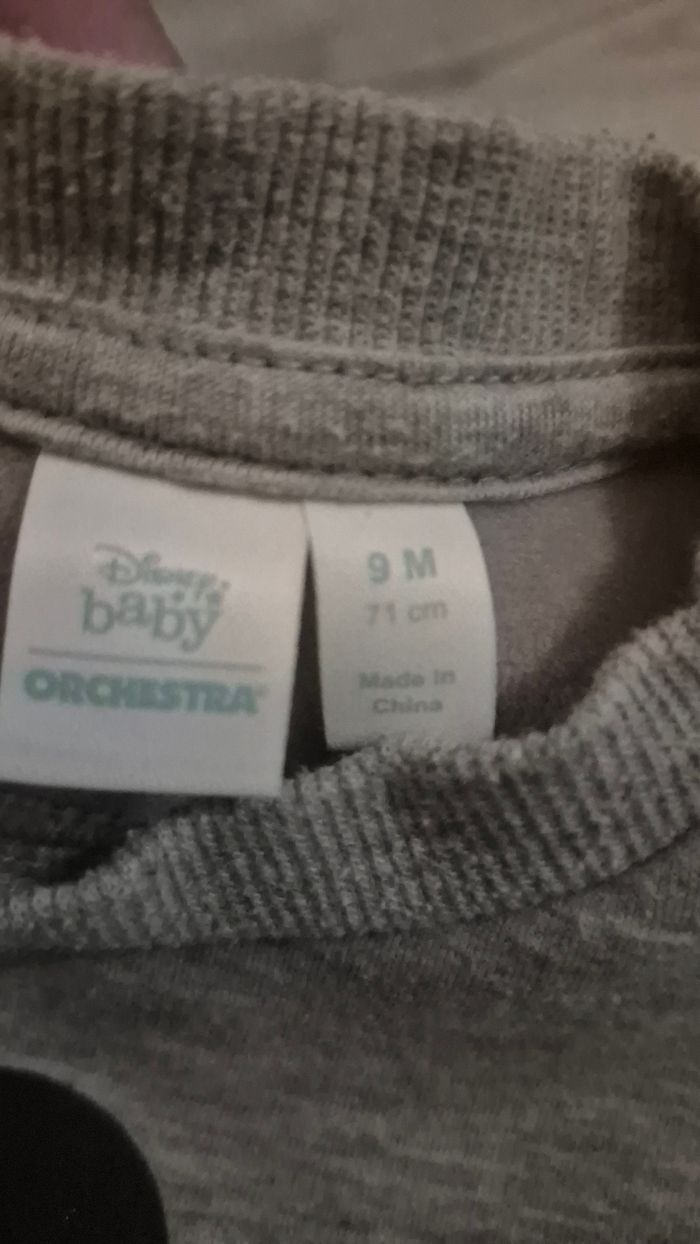 Disney
baby
ORCHESTRA
9 M
71 cm
Made in
China